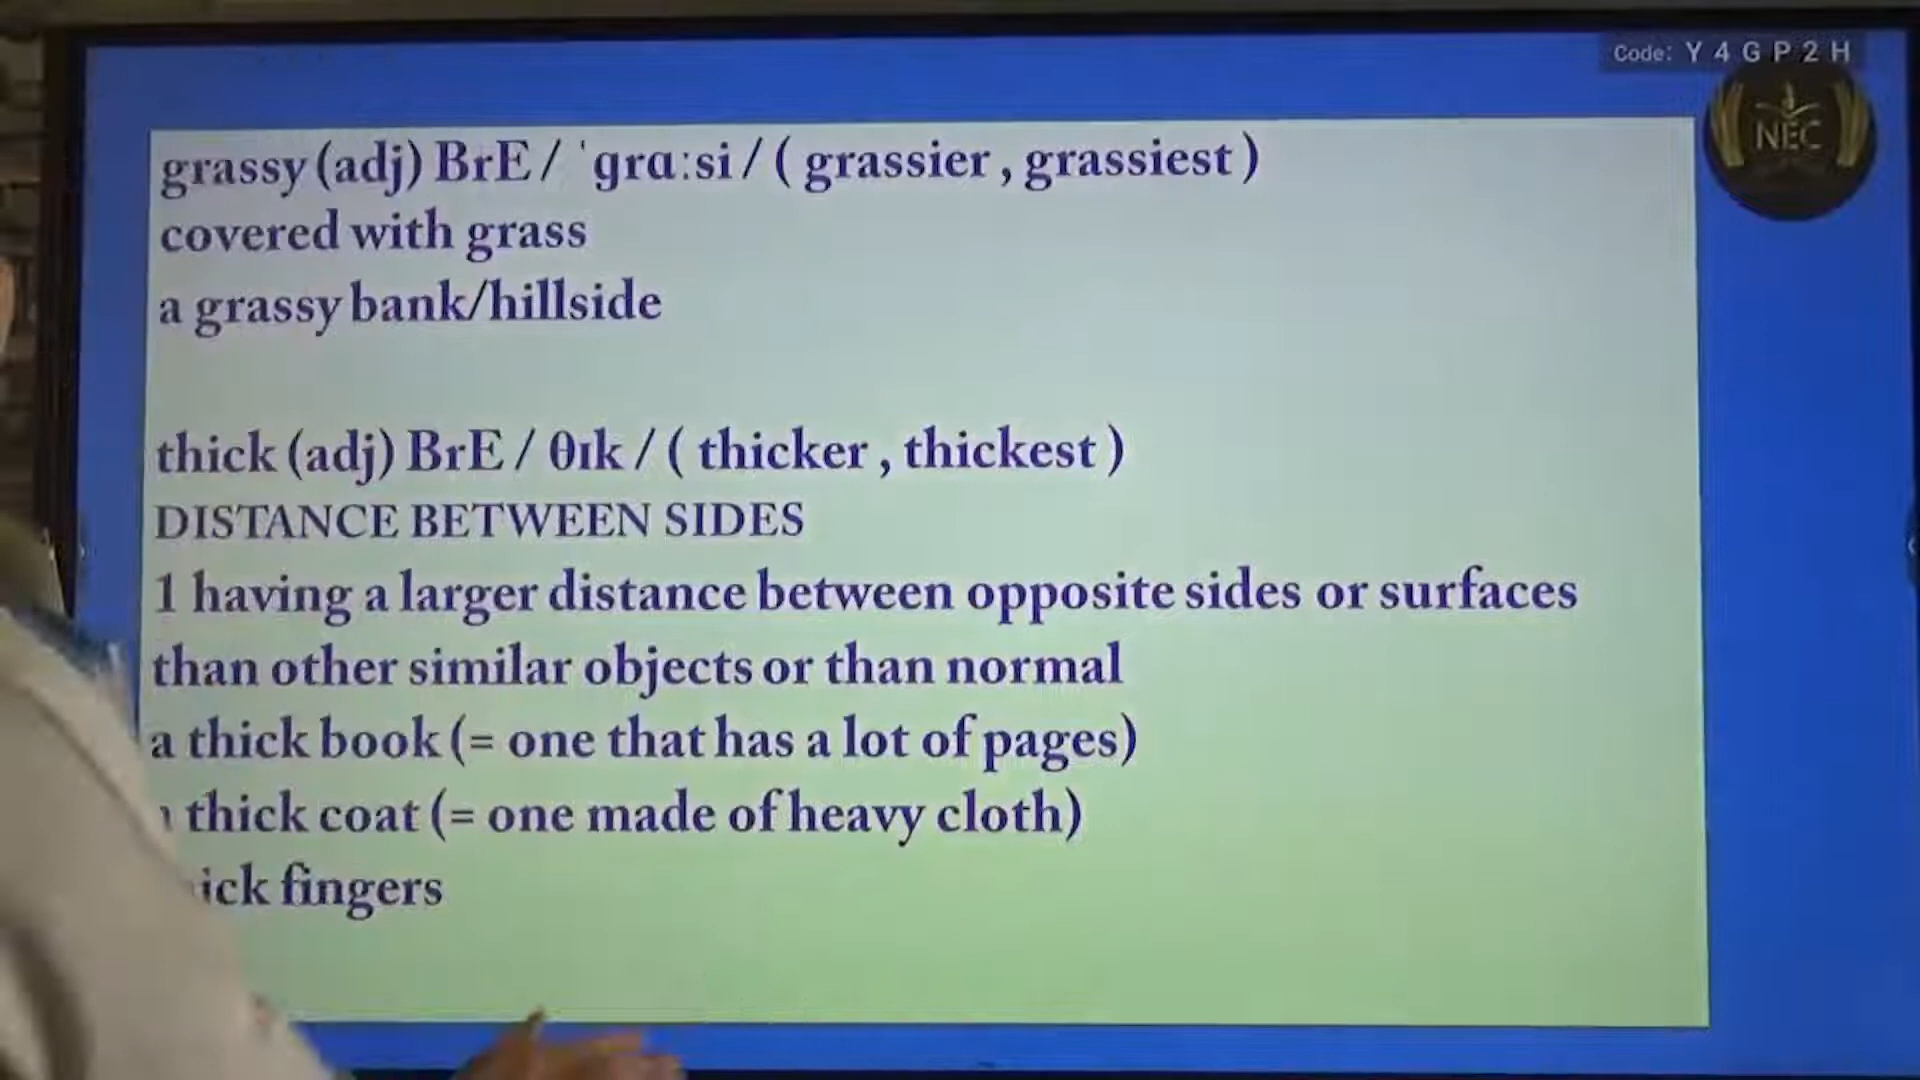 Code: Y 4 G P 2 H
NEC
grassy (adj) BrE / ˈgrɑːsi / ( grassier , grassiest )
covered with grass
a grassy bank/hillside
thick (adj) BrE / θɪk / ( thicker , thickest )
DISTANCE BETWEEN SIDES
1 having a larger distance between opposite sides or surfaces
than other similar objects or than normal
a thick book (= one that has a lot of pages)
thick coat (= one made of heavy cloth)
fingers